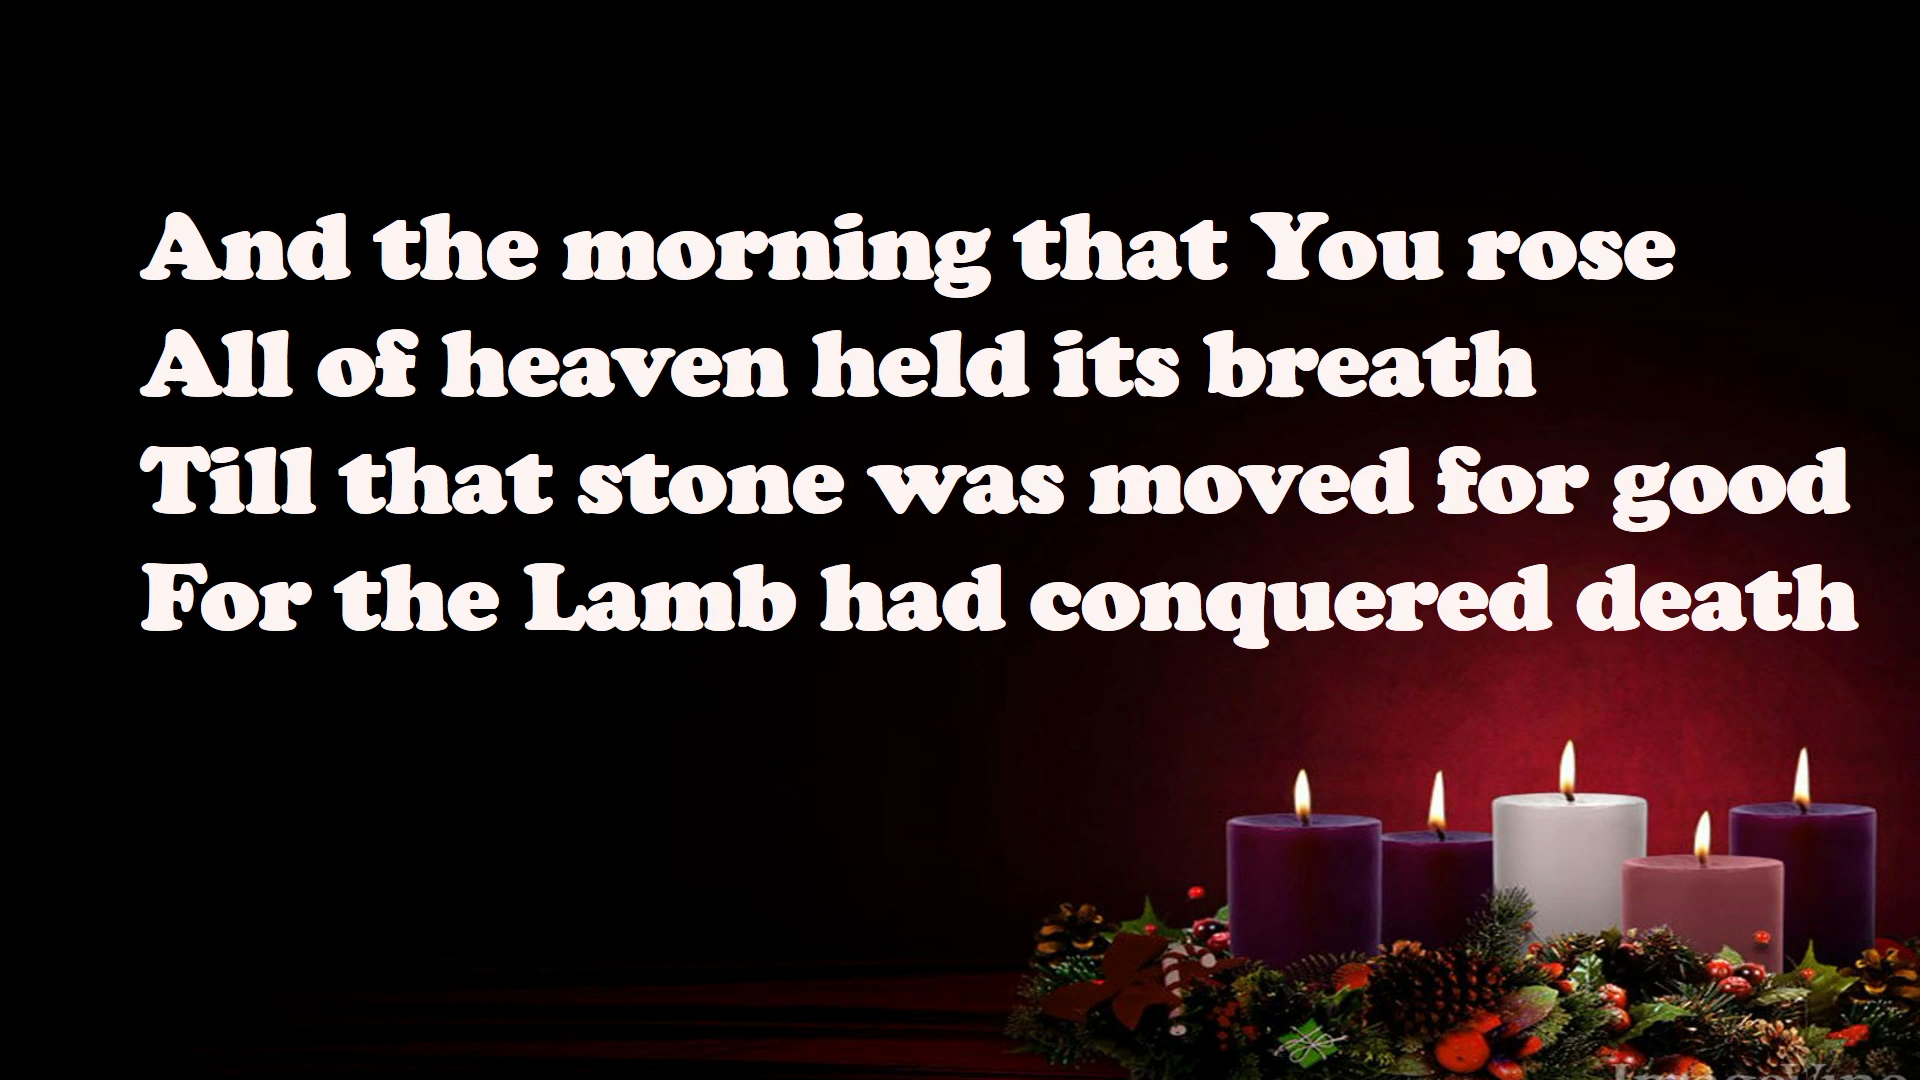 And the morning that You rose
All of heaven held its breath
Till that stone was moved for good
For the Lamb had conquered death